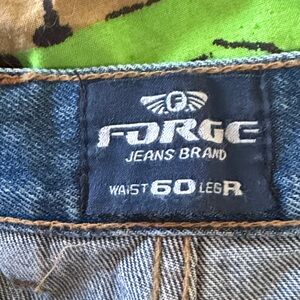 F
FORGE
JEANS BRAND
WAIST 60 LEG R